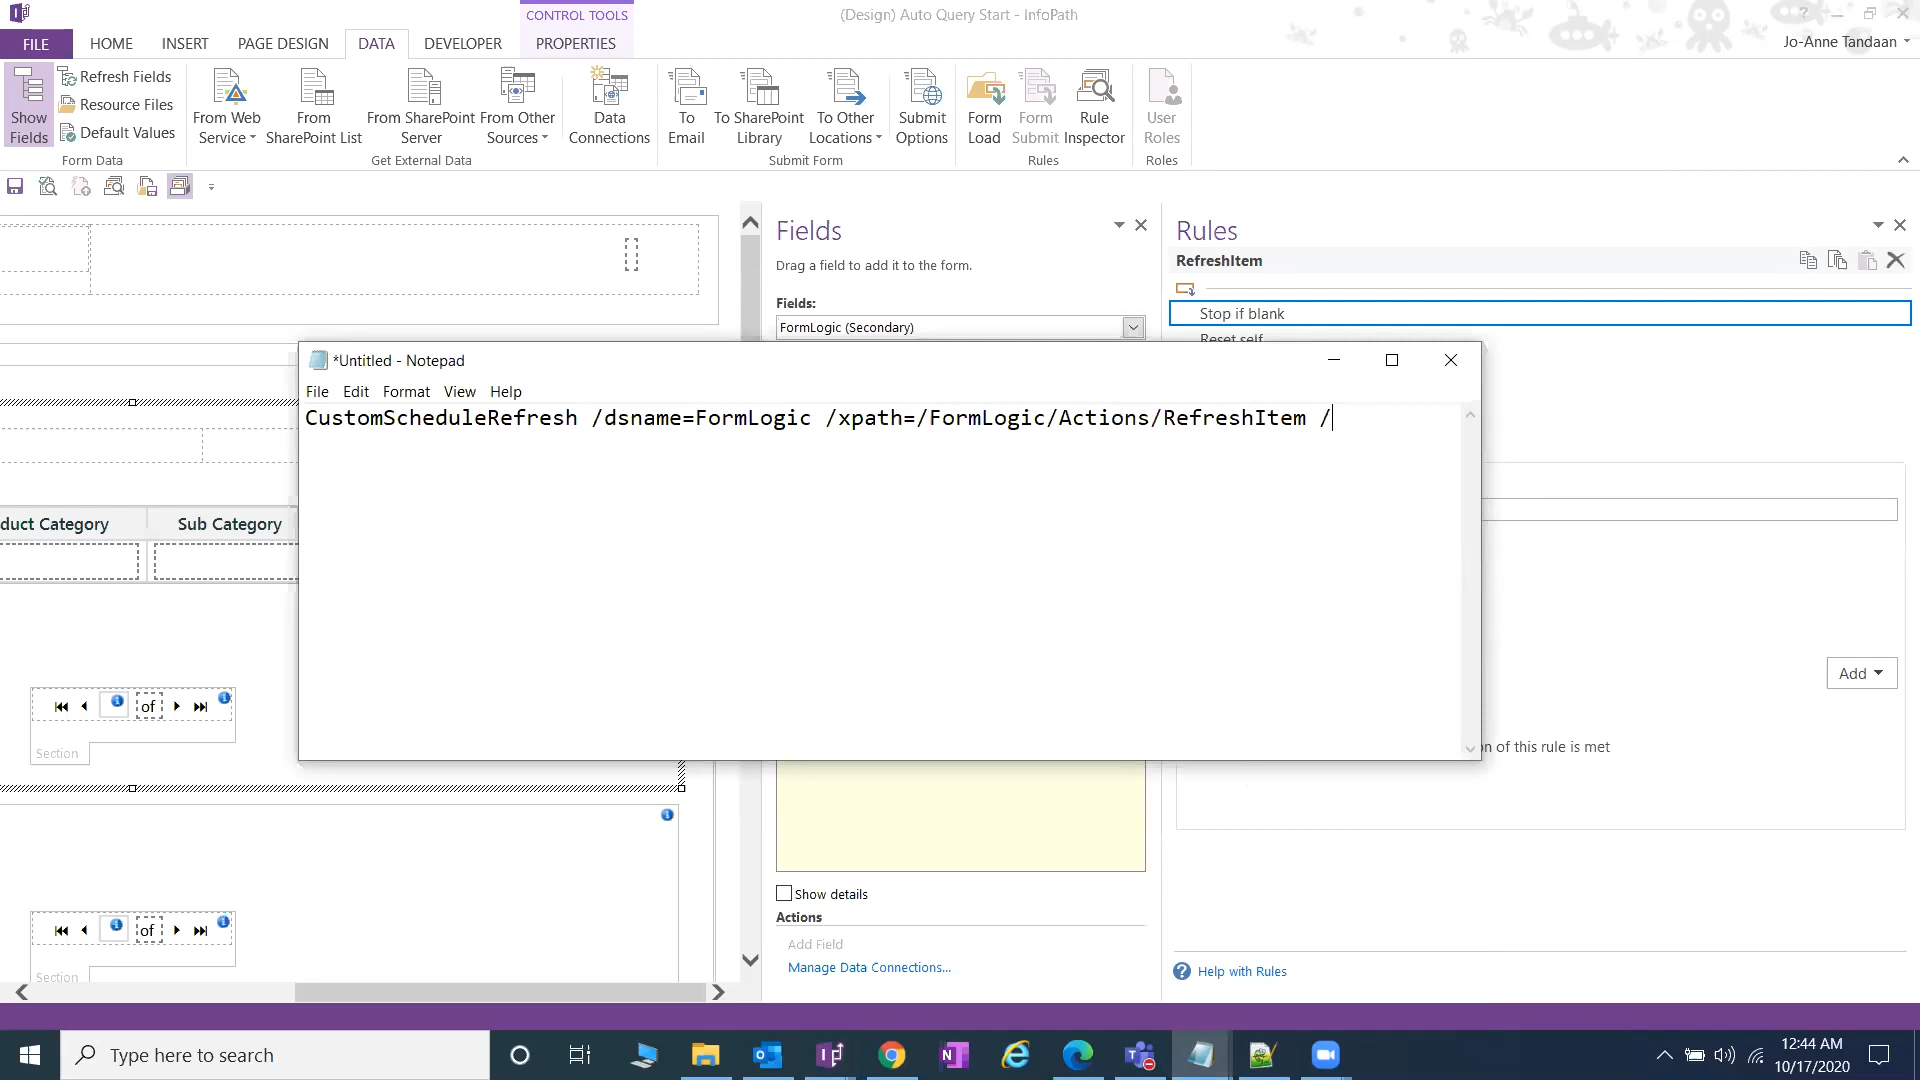 CONTROL TOOLS
(Design) Auto Query Start - InfoPath
FILE HOME INSERT PAGE DESIGN DATA DEVELOPER PROPERTIES
Jo-Anne Tandaan
Show Fields
Refresh Fields
Resource Files
Default Values
From Web Service
From SharePoint List
From SharePoint Server
From Other Sources
Data Connections
To Email
To SharePoint Library
To Other Locations
Submit Options
Form Load
Form Submit
Rule Inspector
User Roles
Form Data
Get External Data
Submit Form
Rules
Roles
Fields
Drag a field to add it to the form.
Fields:
FormLogic (Secondary)
Rules
RefreshItem
Stop if blank
Reset self
*Untitled - Notepad
File Edit Format View Help
CustomScheduleRefresh /dsname=FormLogic /xpath=/FormLogic/Actions/RefreshItem /
duct Category
Sub Category
of
Section
of
Section
Add
n of this rule is met
Show details
Actions
Add Field
Manage Data Connections...
Help with Rules
Type here to search
12:44 AM
10/17/2020